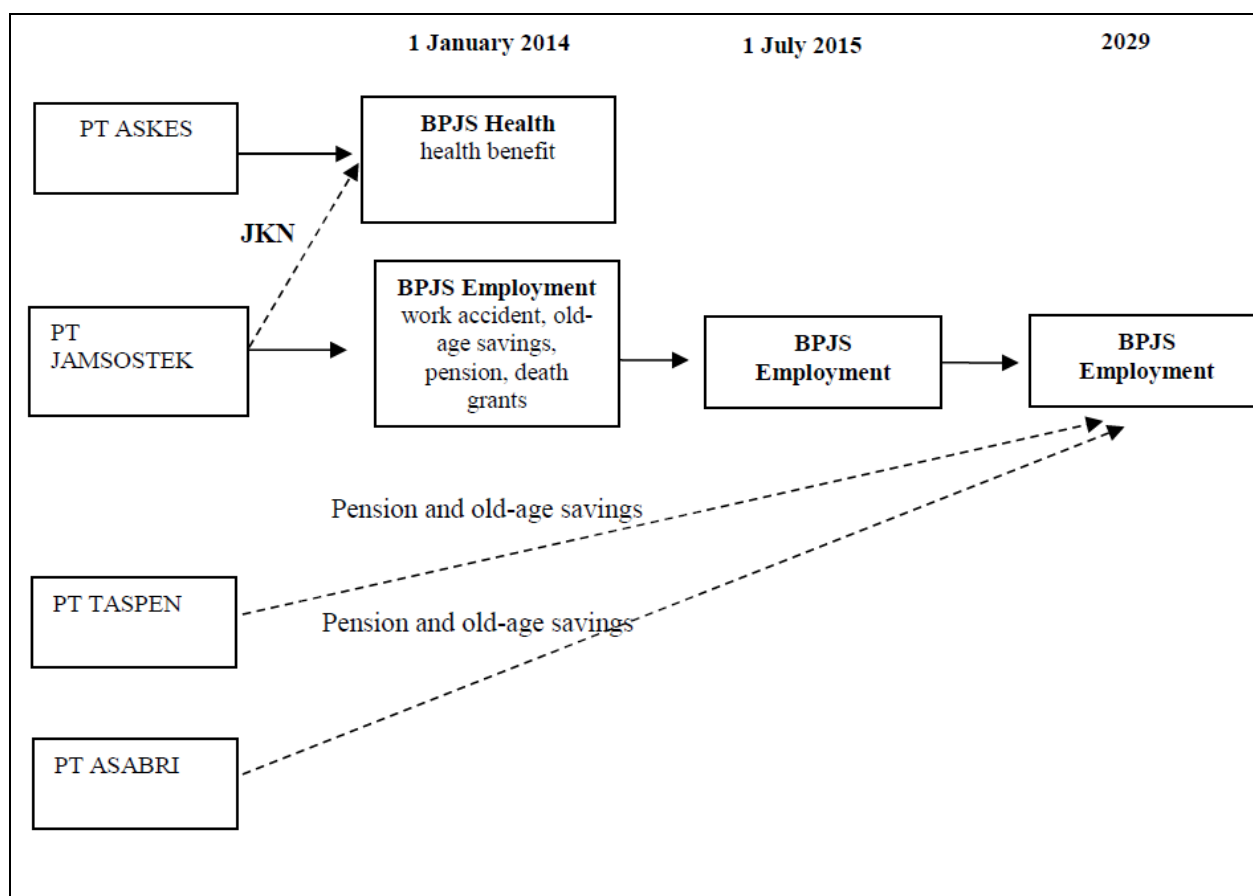 1 January 2014
1 July 2015
2029
PT ASKES
BPJS Health
health benefit
JKN
PT
JAMSOSTEK
BPJS Employment
work accident, old-
age savings,
pension, death
grants
BPJS
Employment
BPJS
Employment
Pension and old-age savings
PT TASPEN
Pension and old-age savings
PT ASABRI